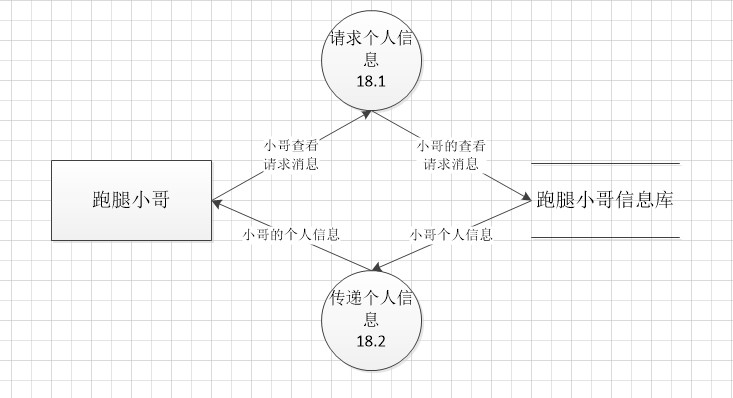 请求个人信
息
18.1
小哥查看
请求消息
小哥的查看
请求消息
跑腿小哥
跑腿小哥信息库
小哥的个人信息
小哥个人信息
传递个人信
息
18.2